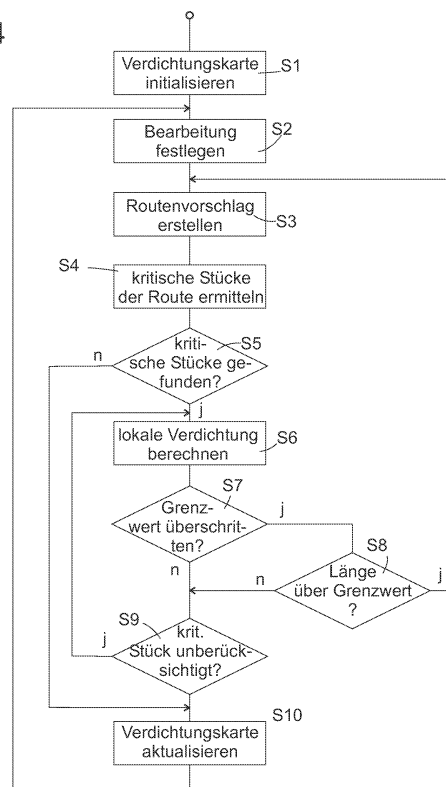 4
Verdichtungskarte
initialisieren
S1
Bearbeitung
festlegen
S2
Routenvorschlag
erstellen
S3
S4
kritische Stücke
der Route ermitteln
S5
kriti-
sche Stücke ge-
funden?
n
j
lokale Verdichtung
berechnen
S6
S7
Grenz-
wert überschrit-
ten?
j
n
S8
Länge
über Grenzwert
?
n
j
S9
krit.
Stück unberück-
sichtigt?
j
S10
Verdichtungskarte
aktualisieren